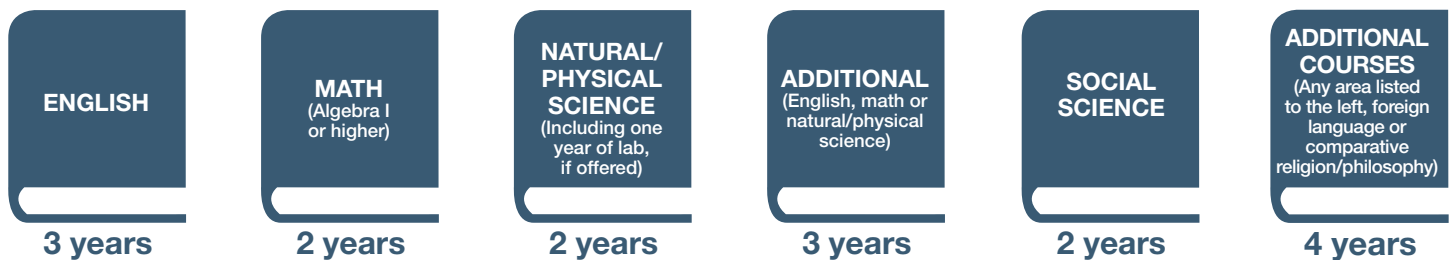 ENGLISH
3 years
MATH
(Algebra I
or higher)
2 years
NATURAL/
PHYSICAL
SCIENCE
(Including one
year of lab,
if offered)
2 years
ADDITIONAL
(English, math or
natural/physical
science)
3 years
SOCIAL
SCIENCE
2 years
ADDITIONAL
COURSES
(Any area listed
to the left, foreign
language or
comparative
religion/philosophy)
4 years